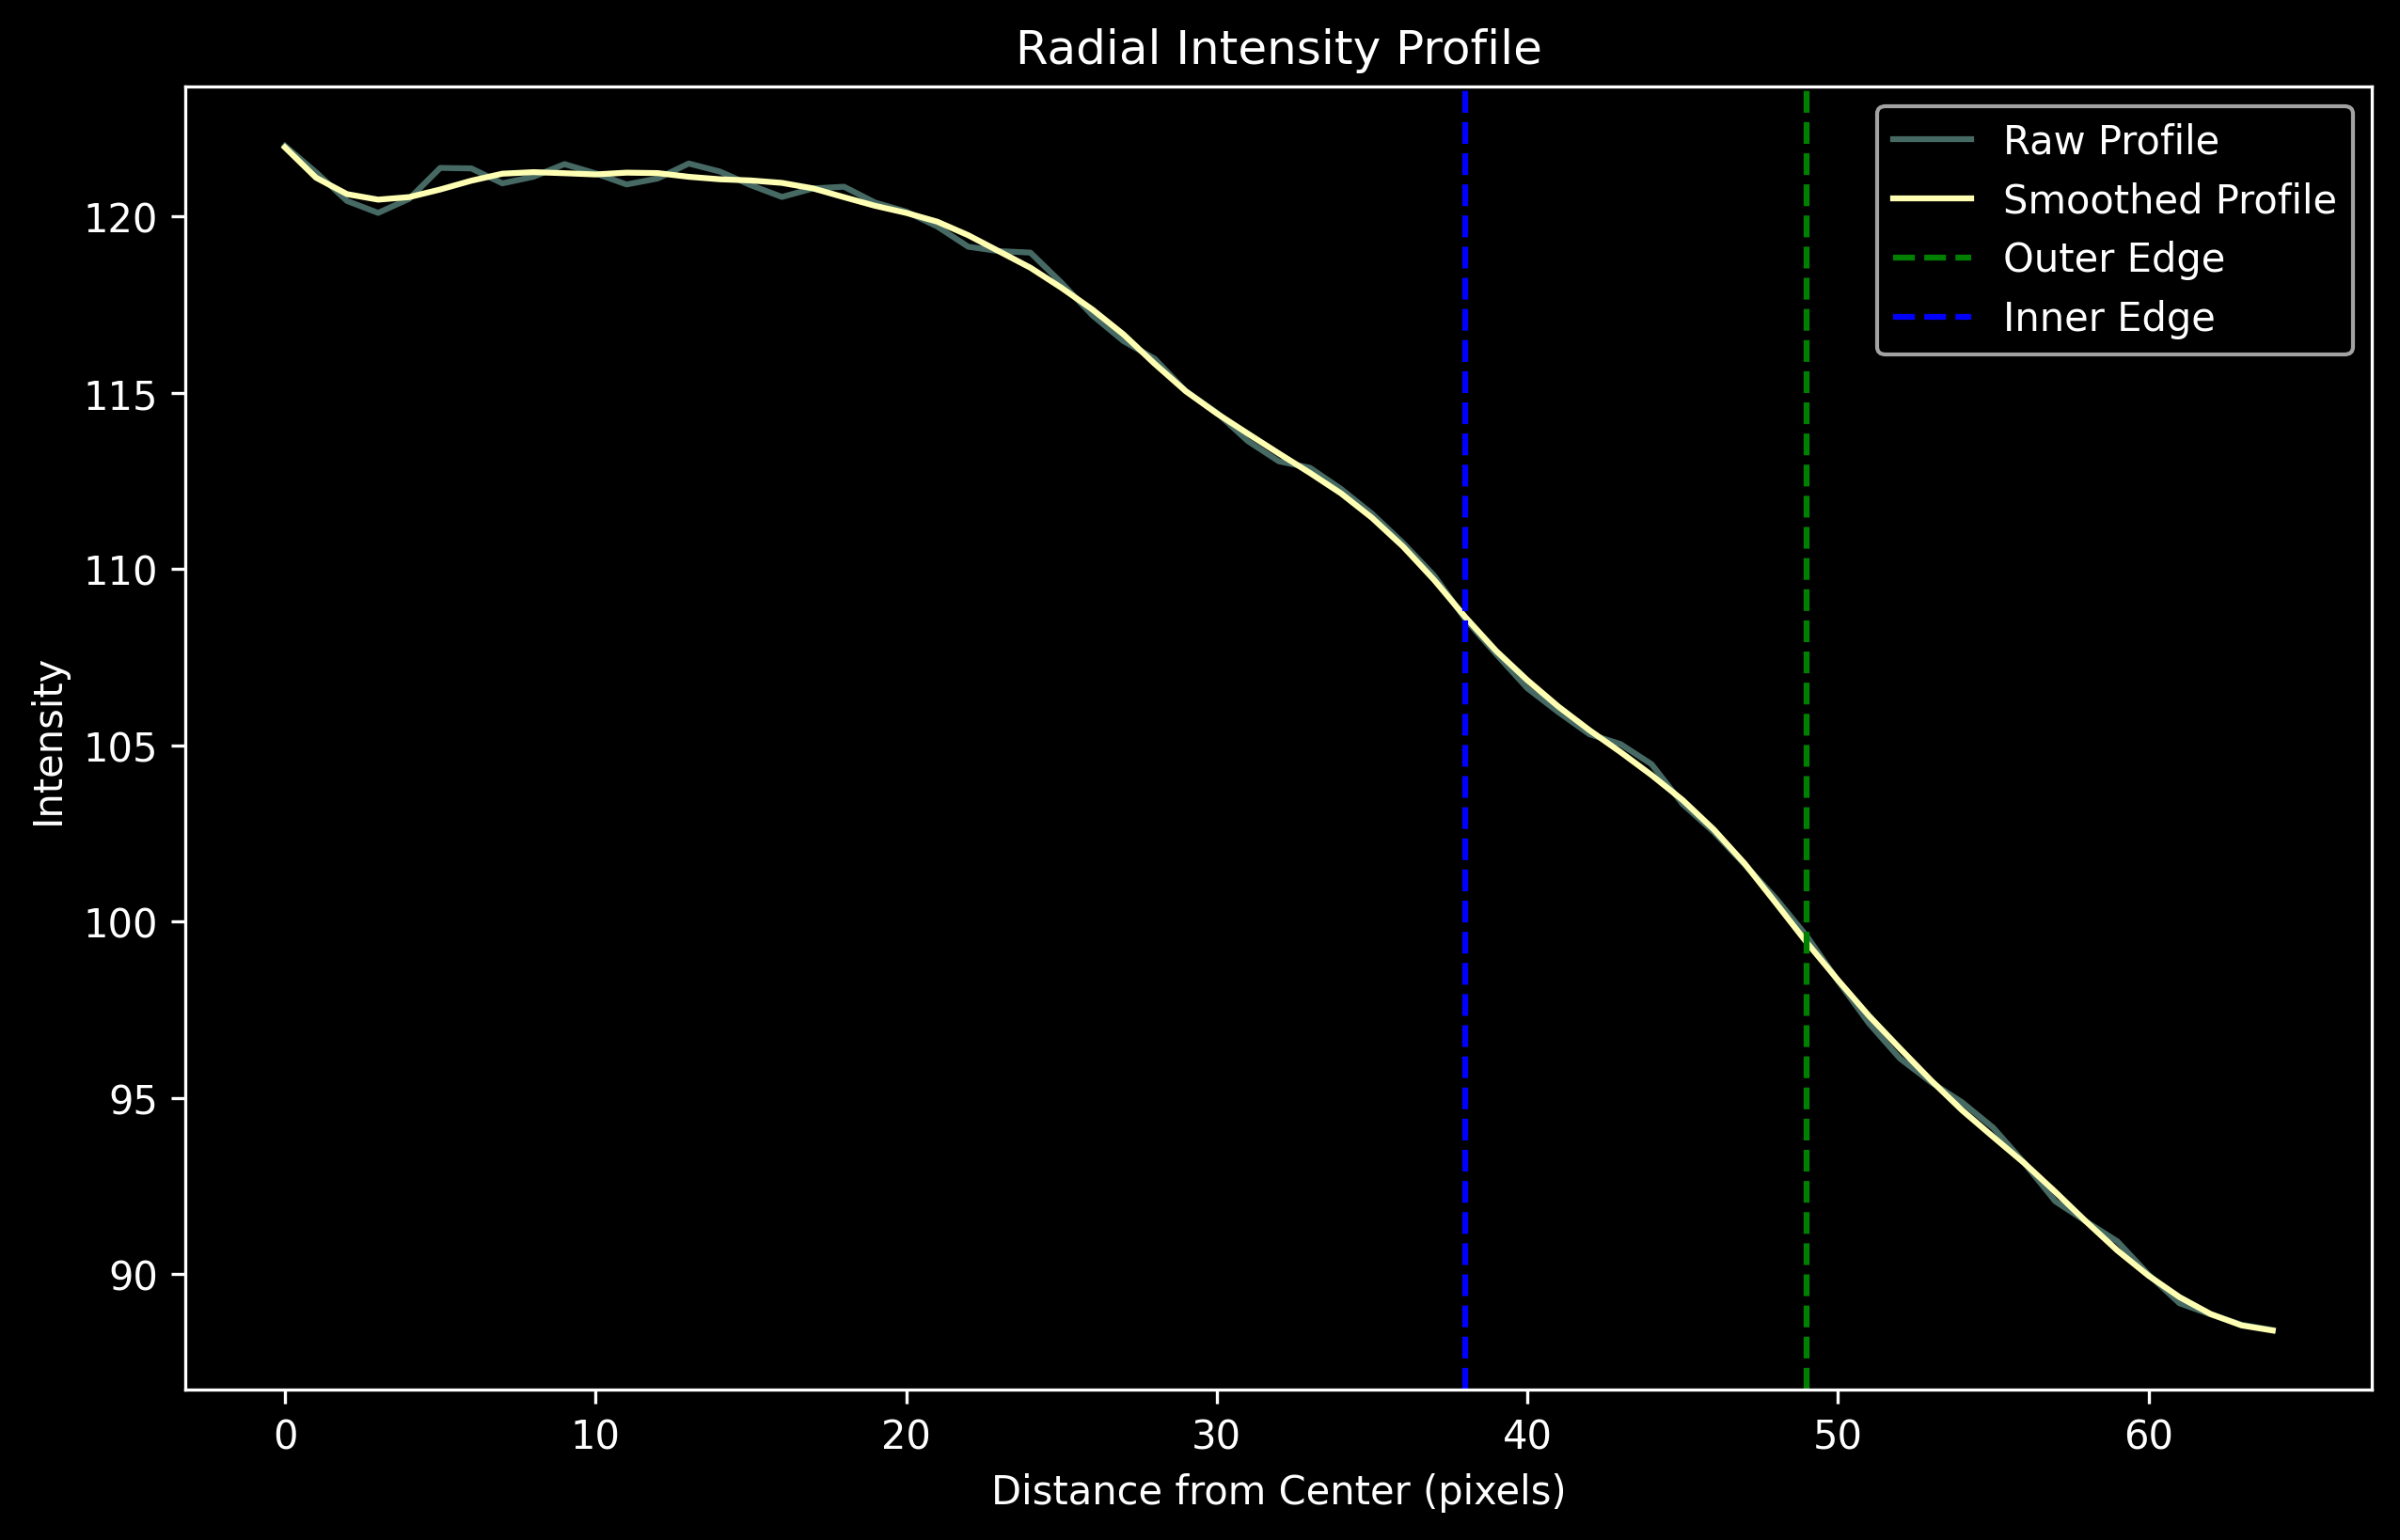 Radial Intensity Profile
Raw Profile
Smoothed Profile
Outer Edge
Inner Edge
120
115
110
105
100
95
90
Intensity
0 10 20 30 40 50 60
Distance from Center (pixels)